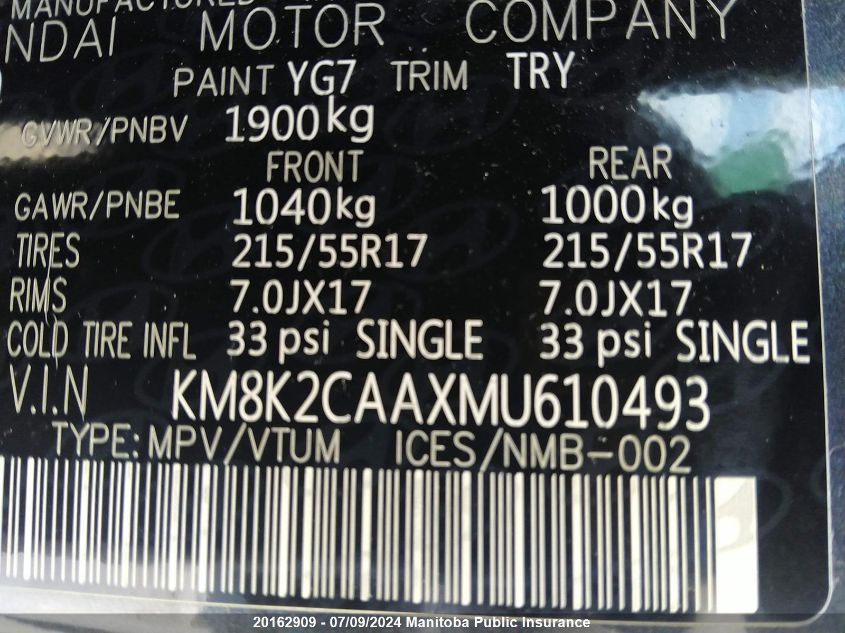 MANUFACTURED
NDAI MOTOR COMPANY
PAINT YG7 TRIM TRY
GVWR/PNBV 1900kg
FRONT REAR
GAWR/PNBE 1040kg 1000kg
TIRES 215/55R17 215/55R17
RIMS 7.0JX17 7.0JX17
COLD TIRE INFL 33 psi SINGLE 33 psi SINGLE
V.I.N KM8K2CAAXMU610493
TYPE: MPV/VTUM ICES/NMB-002
20162909 - 07/09/2024 Manitoba Public Insurance